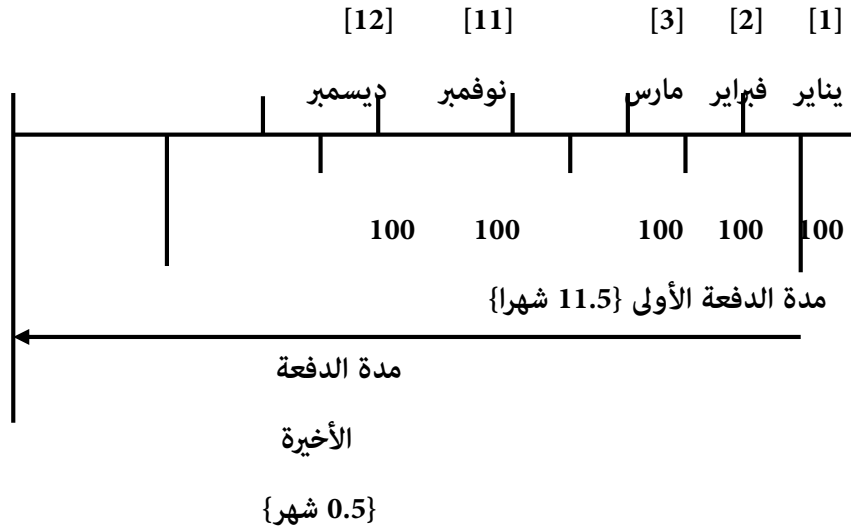 [1] [2] [3] [11] [12]
يناير فبراير مارس نوفمبر ديسمبر
100 100 100 100 100
مدة الدفعة الأولى {11.5 شهرا}
مدة الدفعة
الأخيرة
{0.5 شهر}